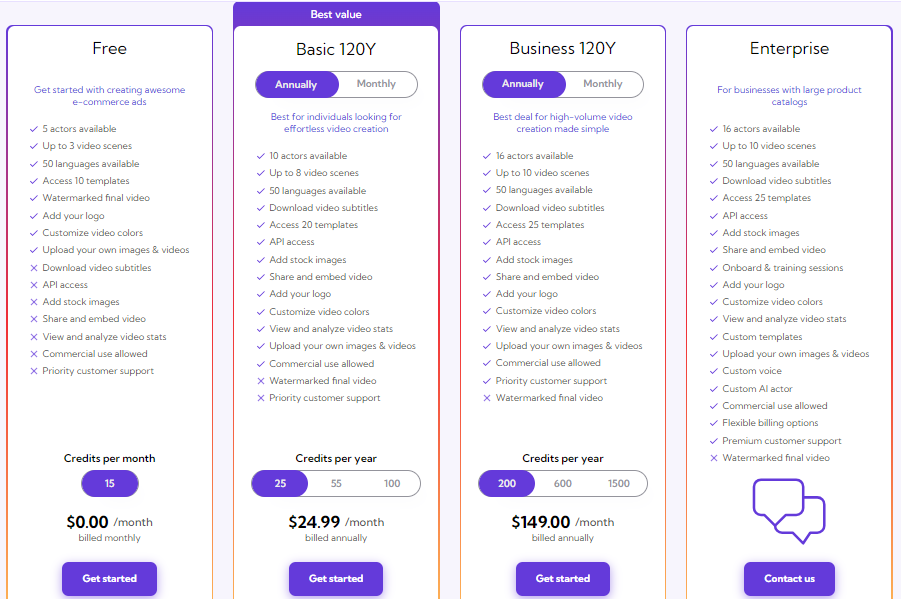 Best value
Free
Get started with creating awesome
e-commerce ads
5 actors available
Up to 3 video scenes
50 languages available
Access 10 templates
Watermarked final video
Add your logo
Customize video colors
Upload your own images & videos
Download video subtitles
API access
Add stock images
Share and embed video
View and analyze video stats
Commercial use allowed
Priority customer support
Credits per month
15
$0.00 /month
billed monthly
Get started
Basic 120Y
Annually Monthly
Best for individuals looking for
effortless video creation
10 actors available
Up to 8 video scenes
50 languages available
Download video subtitles
Access 20 templates
API access
Add stock images
Share and embed video
Add your logo
Customize video colors
View and analyze video stats
Upload your own images & videos
Commercial use allowed
Watermarked final video
Priority customer support
Credits per year
25 55 100
$24.99 /month
billed annually
Get started
Business 120Y
Annually Monthly
Best deal for high-volume video
creation made simple
16 actors available
Up to 10 video scenes
50 languages available
Download video subtitles
Access 25 templates
API access
Add stock images
Share and embed video
Add your logo
Customize video colors
View and analyze video stats
Upload your own images & videos
Commercial use allowed
Priority customer support
Watermarked final video
Credits per year
200 600 1500
$149.00 /month
billed annually
Get started
Enterprise
For businesses with large product
catalogs
16 actors available
Up to 10 video scenes
50 languages available
Download video subtitles
Access 25 templates
API access
Add stock images
Share and embed video
Onboard & training sessions
Add your logo
Customize video colors
View and analyze video stats
Custom templates
Upload your own images & videos
Custom voice
Custom AI actor
Commercial use allowed
Flexible billing options
Premium customer support
Watermarked final video
Contact us